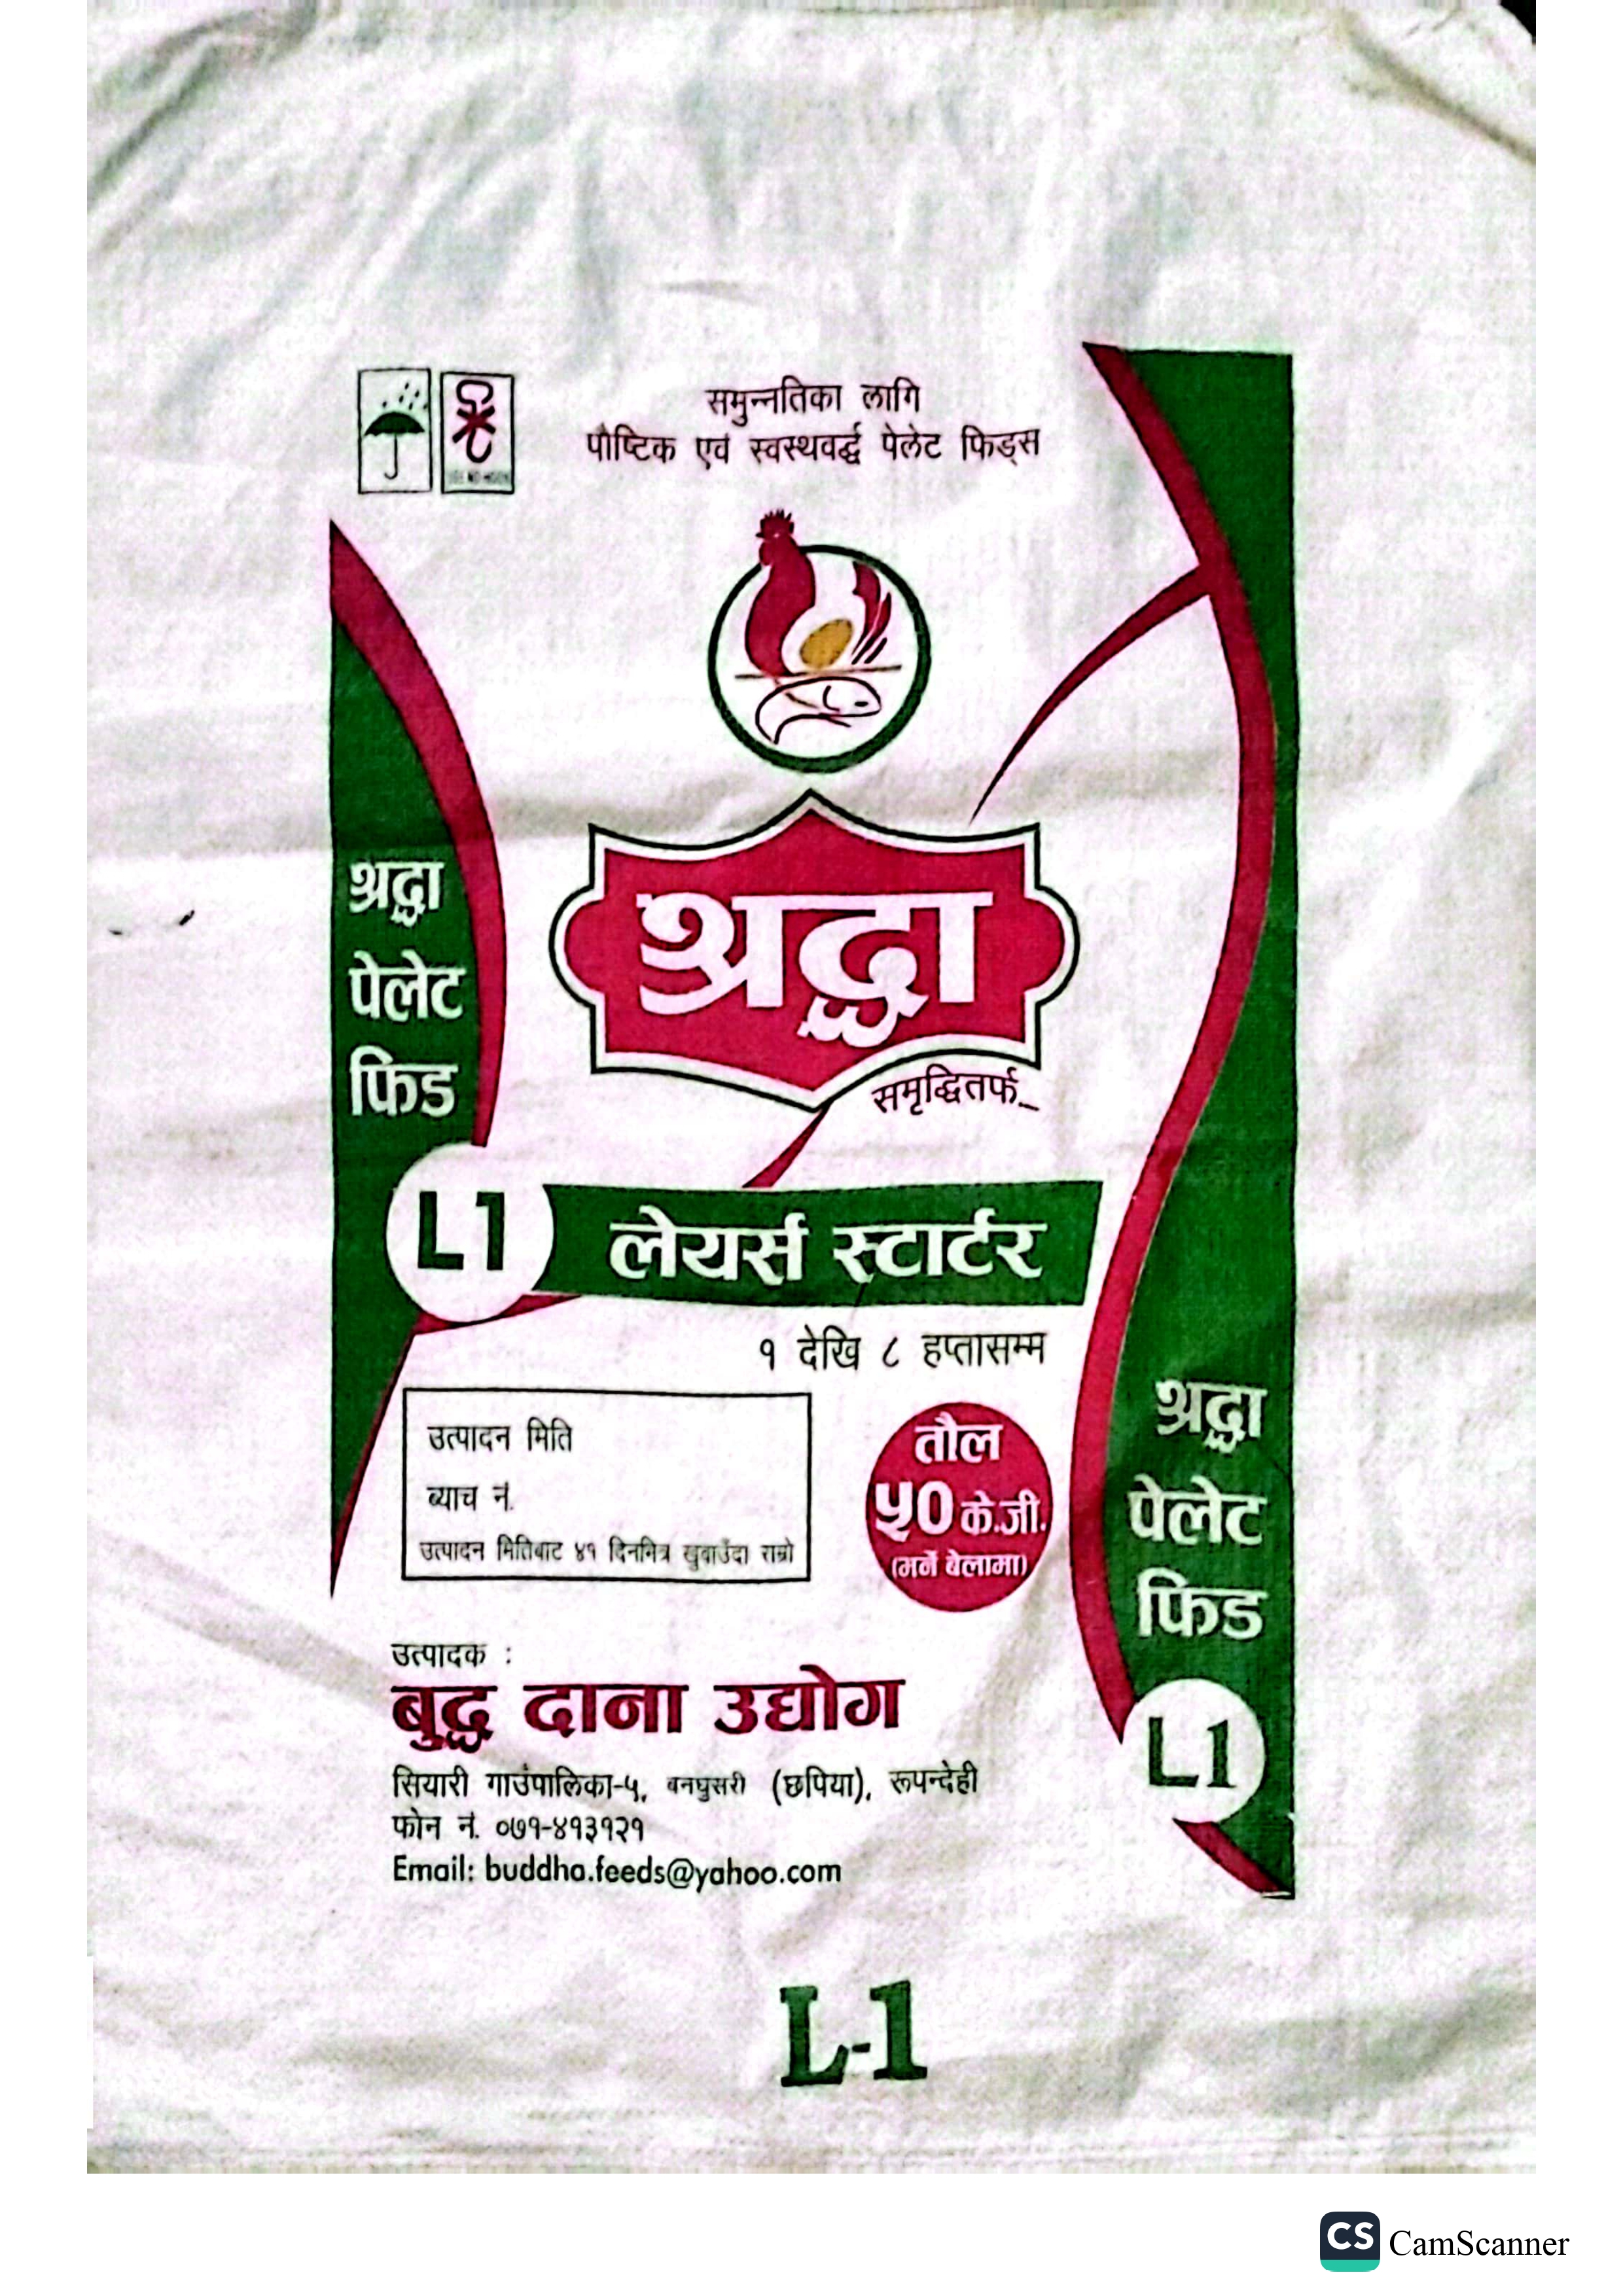 समुन्नतिका लागि
पौष्टिक एवं स्वस्थवर्द्ध पेलेट फिड्स
श्रद्धा
समृद्धितर्फ...
श्रद्धा
पेलेट
फिड
L1
लेयर्स स्टार्टर
१ देखि ८ हप्तासम्म
उत्पादन मिति
ब्याच नं.
उत्पादन मितिबाट ४१ दिनभित्र खुवाउँदा राम्रो
तौल
५० के.जी.
(भर्ने बेलामा)
श्रद्धा
पेलेट
फिड
L1
उत्पादक :
बुद्ध दाना उद्योग
सियारी गाउंपालिका-५, बनघुसरी (छपिया), रूपन्देही
फोन नं. ०७१-४१३१२१
Email: buddha.feeds@yahoo.com
L-1
CS CamScanner